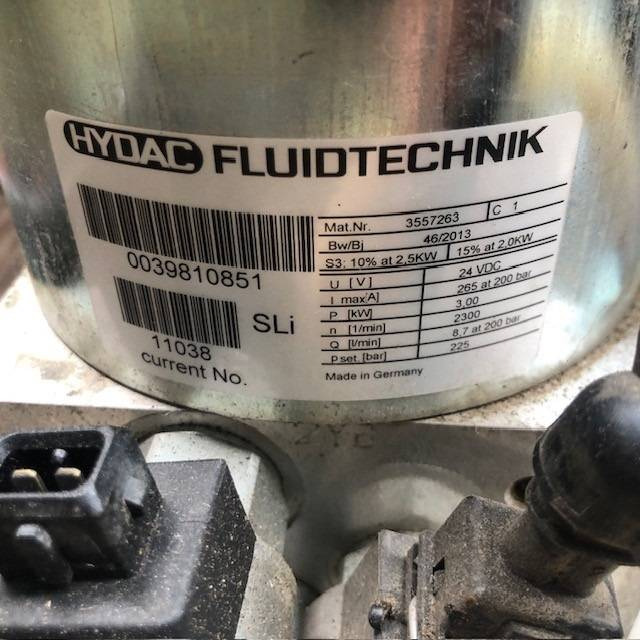 HYDAC FLUIDTECHNIK
0039810851
11038
current No.
SLi
Mat.Nr. 3557263 C 1
Bw/Bj 46/2013
S3: 10% at 2,5KW 15% at 2,0KW
U [V] 24 VDC
I max[A] 265 at 200 bar
P [kW] 3,00
n [1/min] 2300
Q [l/min] 8,7 at 200 bar
P set. [bar] 225
Made in Germany